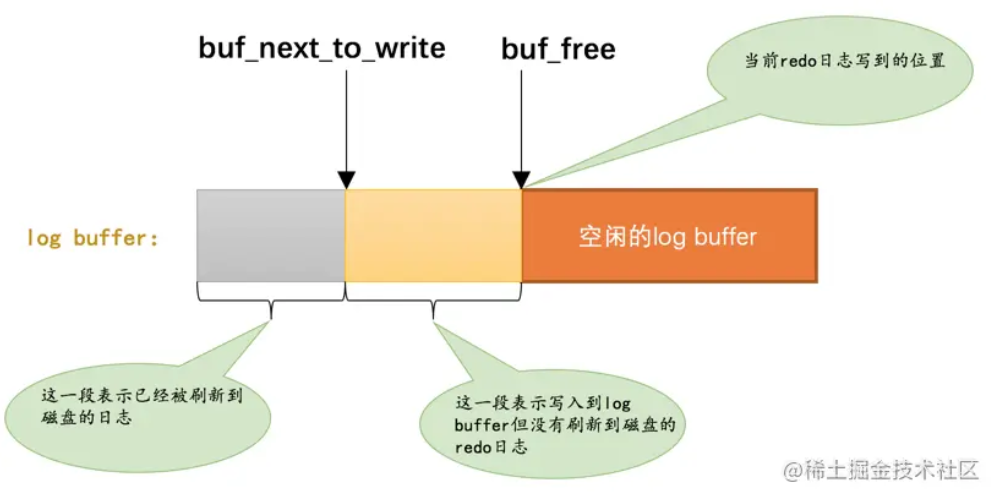 buf_next_to_write
buf_free
当前redo日志写到的位置
log buffer:
空闲的log buffer
这一段表示已经被刷新到
磁盘的日志
这一段表示写入到log
buffer但没有刷新到磁盘的
redo日志
@稀土掘金技术社区